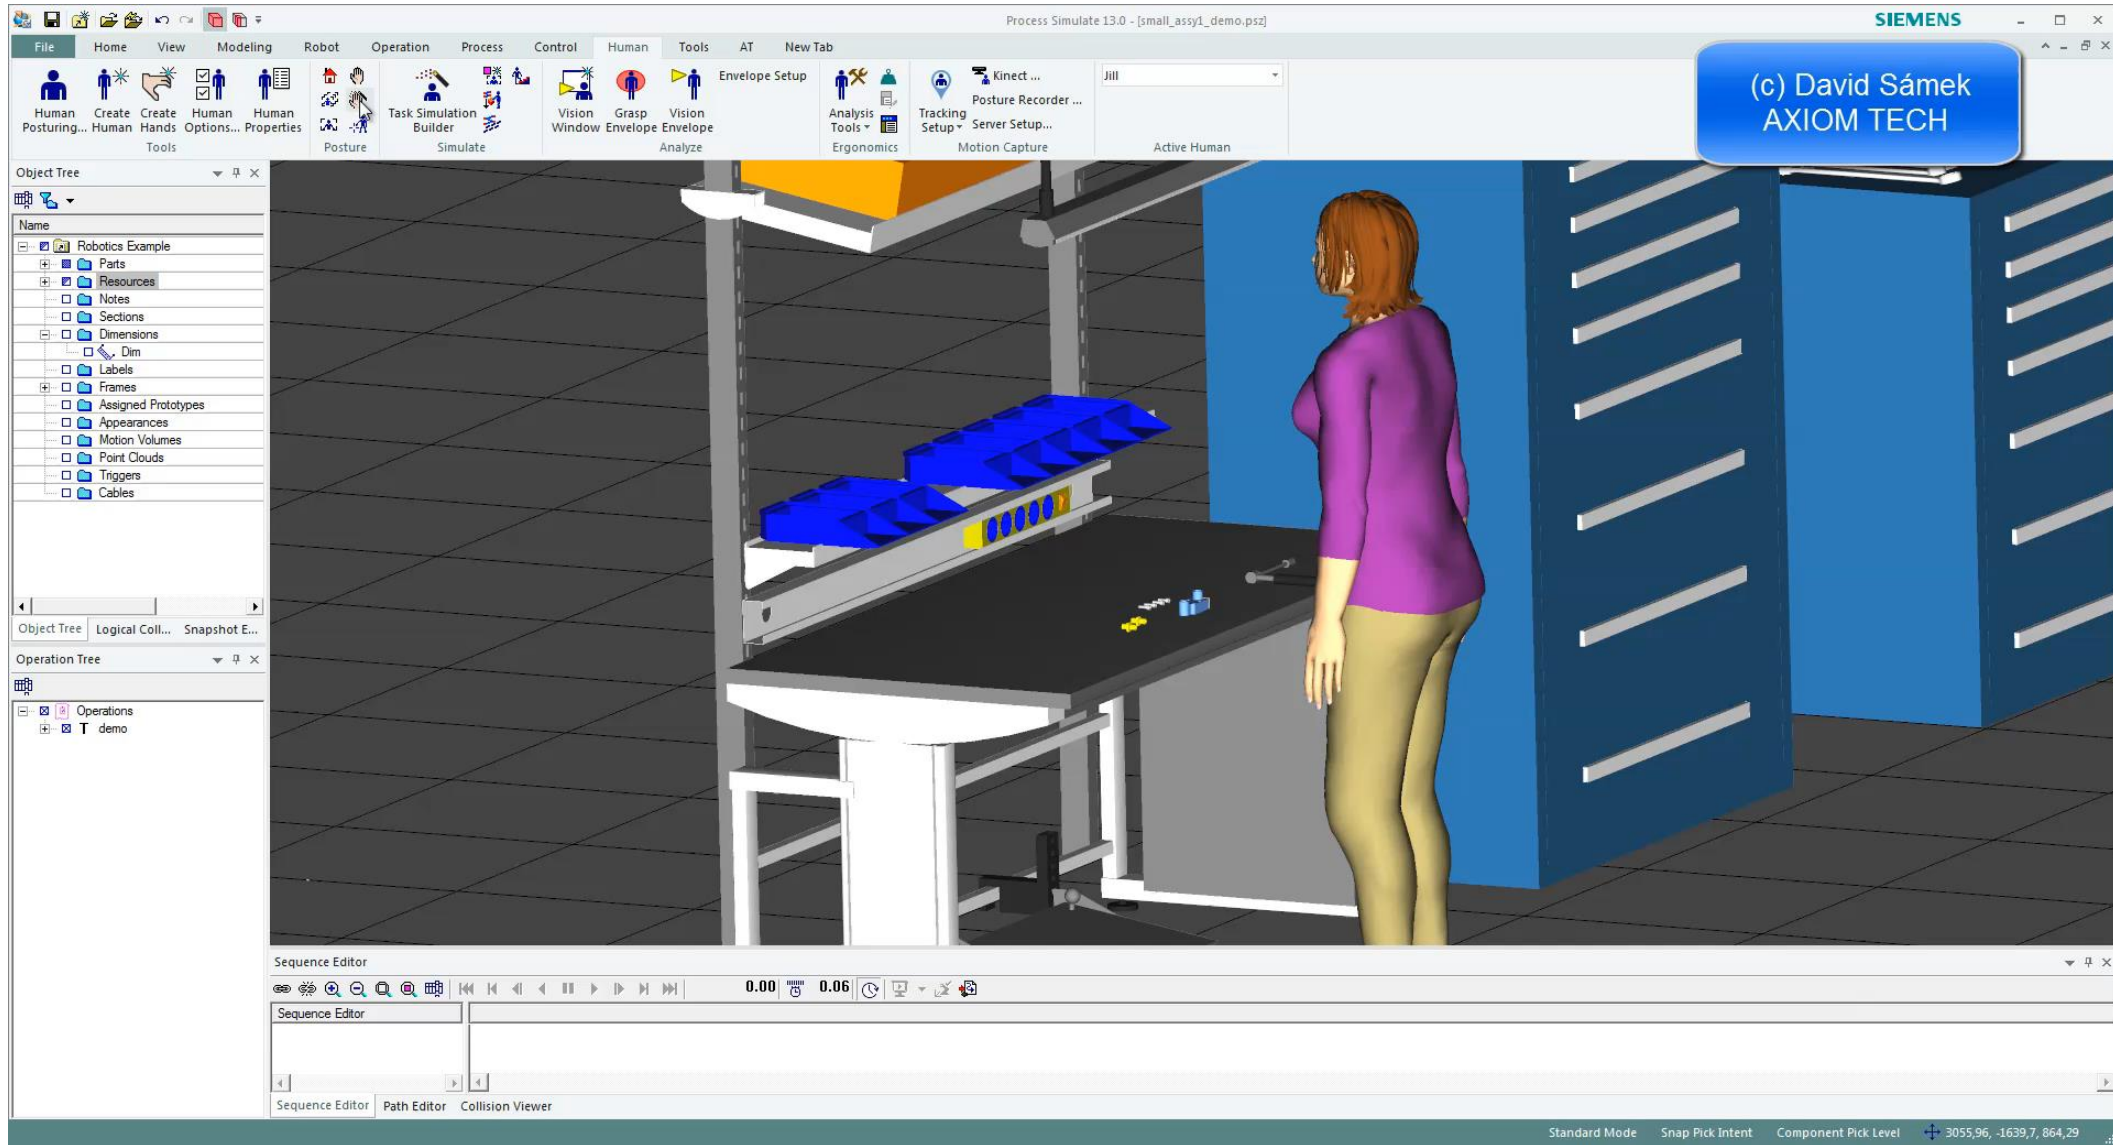 Process Simulate 13.0 - [small_assy1_demo.psz]
SIEMENS
File Home View Modeling Robot Operation Process Control Human Tools AT New Tab
Human Posturing...
Create Human
Create Hands
Human Options...
Human Properties
Tools
Posture
Task Simulation Builder
Simulate
Vision Window
Grasp Envelope
Vision Envelope
Envelope Setup
Analyze
Analysis Tools
Ergonomics
Tracking Setup
Kinect ...
Posture Recorder ...
Server Setup...
Motion Capture
Jill
Active Human
(c) David Sámek
AXIOM TECH
Object Tree
Name
Robotics Example
Parts
Resources
Notes
Sections
Dimensions
Dim
Labels
Frames
Assigned Prototypes
Appearances
Motion Volumes
Point Clouds
Triggers
Cables
Object Tree Logical Coll... Snapshot E...
Operation Tree
Operations
T demo
Sequence Editor
0.00 0.06
Sequence Editor
Sequence Editor Path Editor Collision Viewer
Standard Mode Snap Pick Intent Component Pick Level 3055,96, -1639,7, 864,29